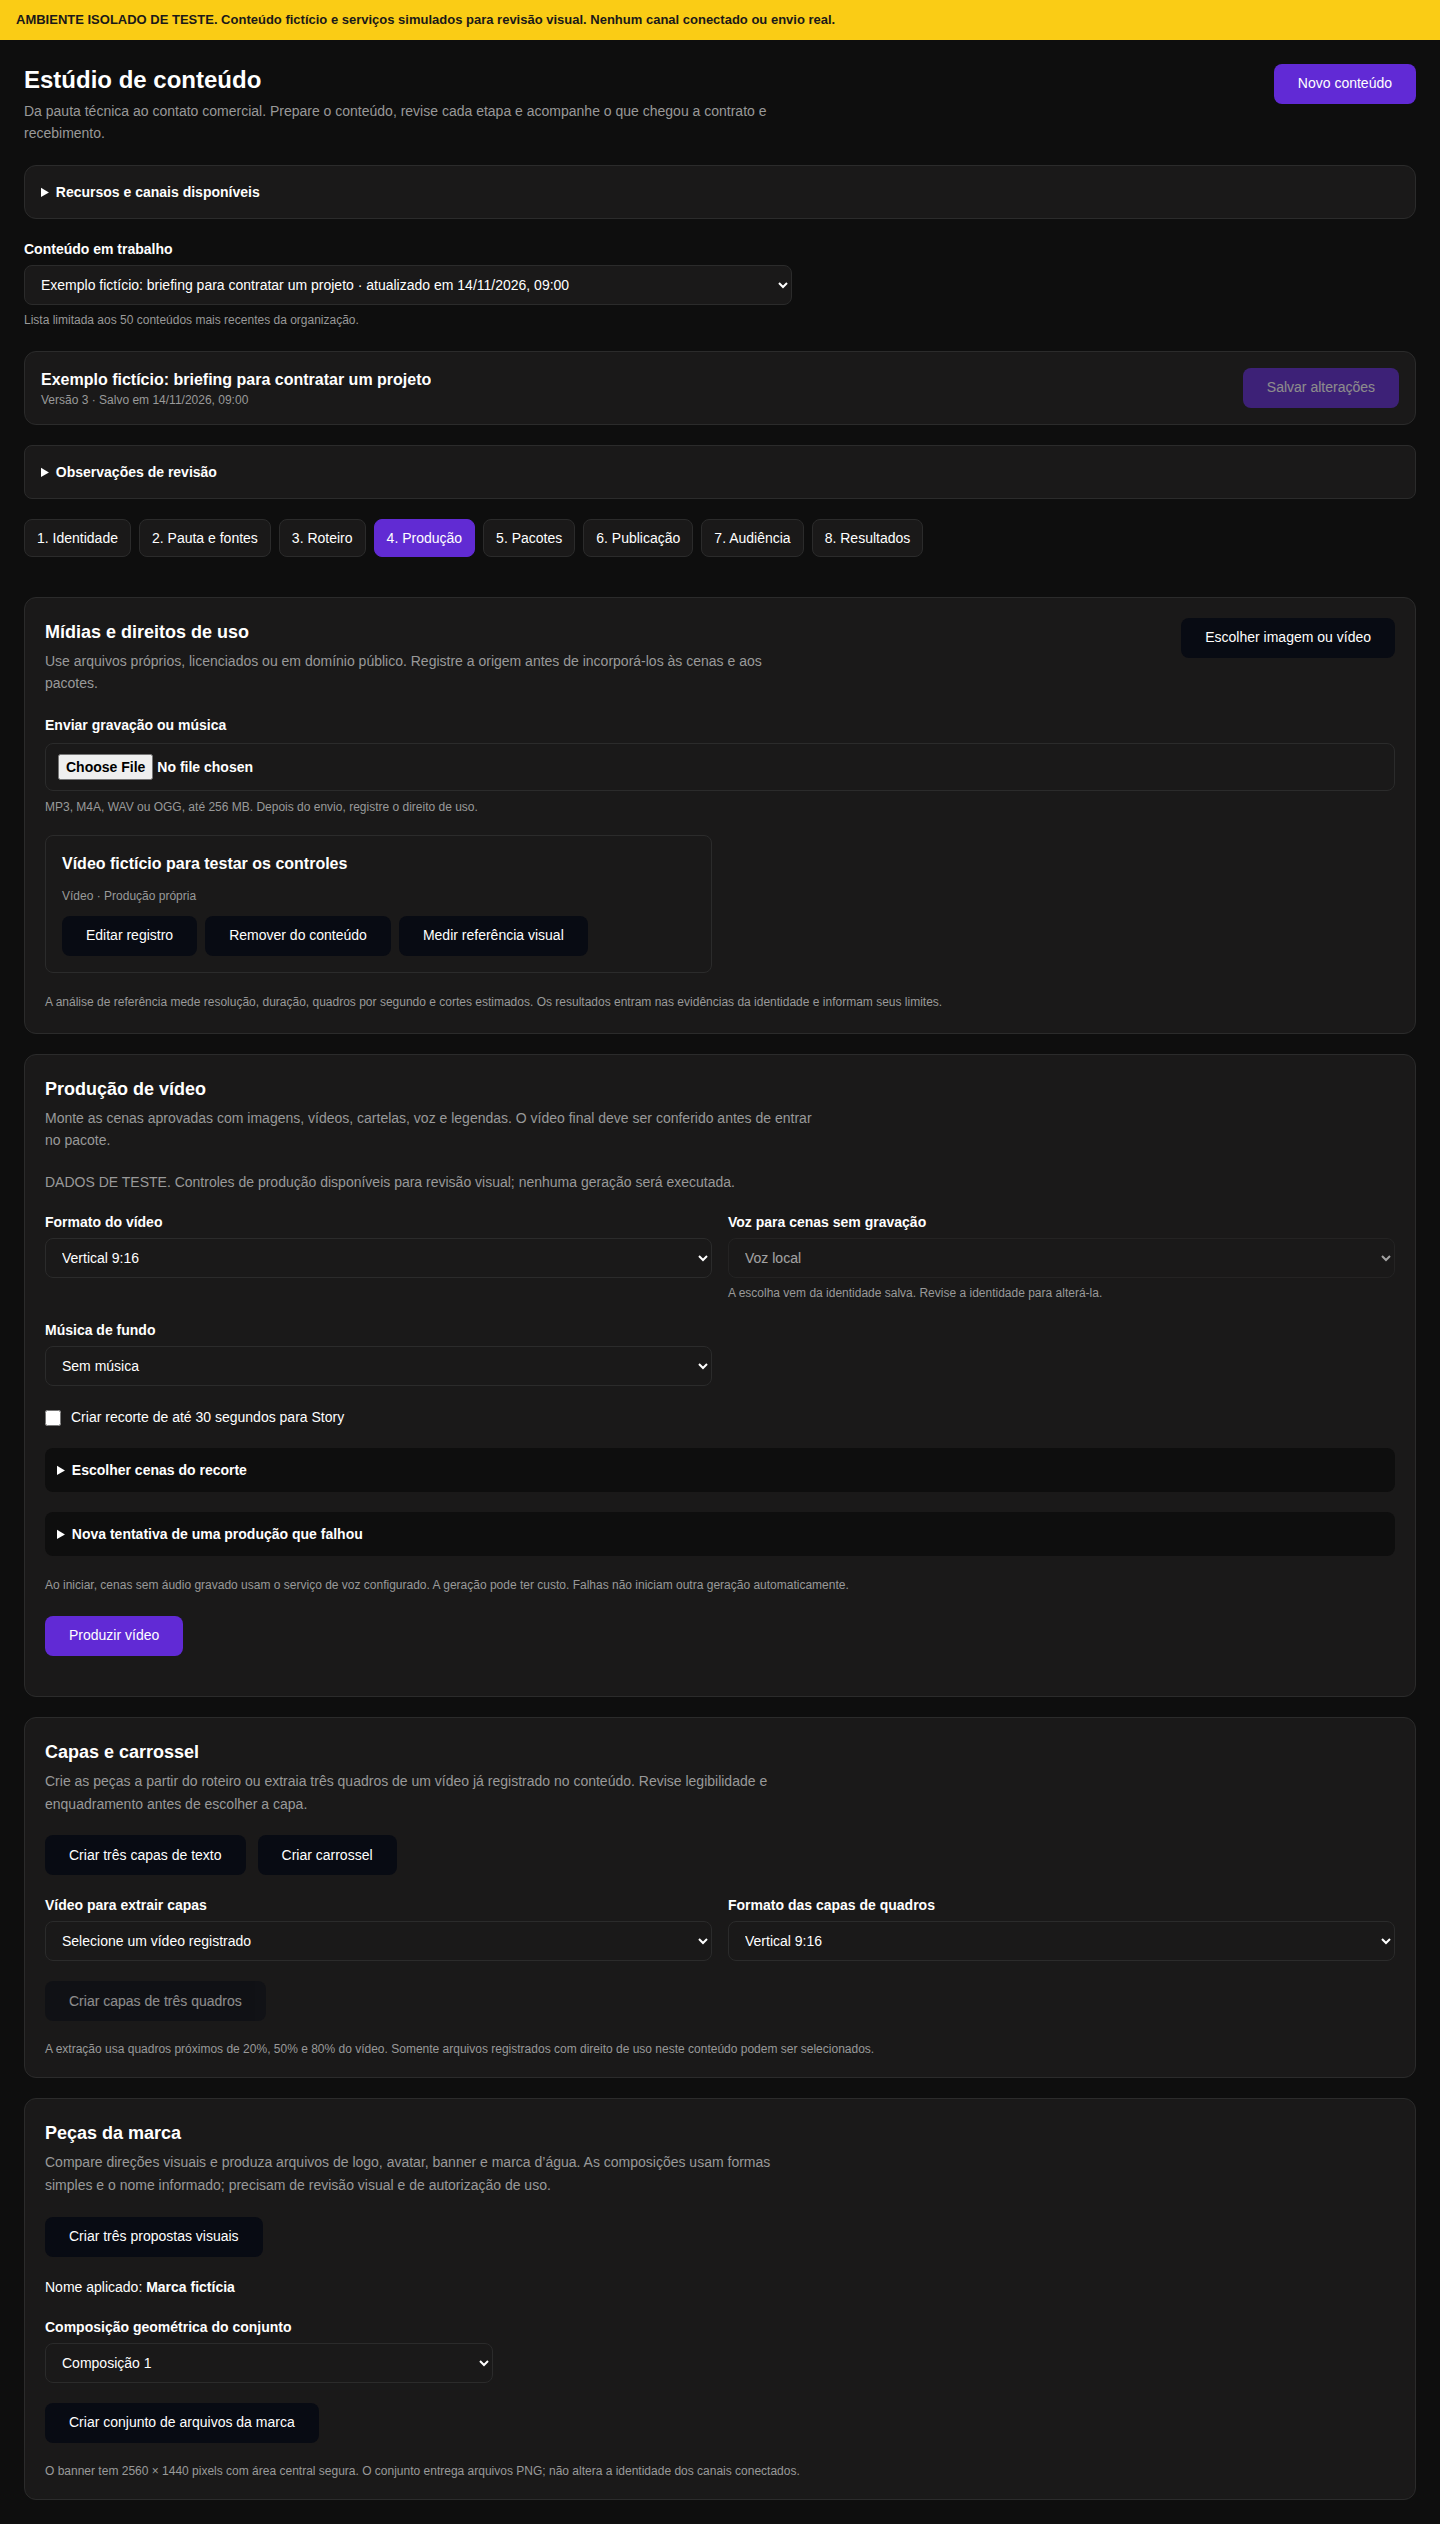 AMBIENTE ISOLADO DE TESTE. Conteúdo fictício e serviços simulados para revisão visual. Nenhum canal conectado ou envio real.
Estúdio de conteúdo
Novo conteúdo
Da pauta técnica ao contato comercial. Prepare o conteúdo, revise cada etapa e acompanhe o que chegou a contrato e
recebimento.
Recursos e canais disponíveis
Conteúdo em trabalho
Exemplo fictício: briefing para contratar um projeto · atualizado em 14/11/2026, 09:00
Lista limitada aos 50 conteúdos mais recentes da organização.
Exemplo fictício: briefing para contratar um projeto
Versão 3 · Salvo em 14/11/2026, 09:00
Salvar alterações
Observações de revisão
1. Identidade
2. Pauta e fontes
3. Roteiro
4. Produção
5. Pacotes
6. Publicação
7. Audiência
8. Resultados
Mídias e direitos de uso
Escolher imagem ou vídeo
Use arquivos próprios, licenciados ou em domínio público. Registre a origem antes de incorporá-los às cenas e aos
pacotes.
Enviar gravação ou música
Choose File No file chosen
MP3, M4A, WAV ou OGG, até 256 MB. Depois do envio, registre o direito de uso.
Vídeo fictício para testar os controles
Vídeo · Produção própria
Editar registro
Remover do conteúdo
Medir referência visual
A análise de referência mede resolução, duração, quadros por segundo e cortes estimados. Os resultados entram nas evidências da identidade e informam seus limites.
Produção de vídeo
Monte as cenas aprovadas com imagens, vídeos, cartelas, voz e legendas. O vídeo final deve ser conferido antes de entrar
no pacote.
DADOS DE TESTE. Controles de produção disponíveis para revisão visual; nenhuma geração será executada.
Formato do vídeo
Voz para cenas sem gravação
Vertical 9:16
Voz local
A escolha vem da identidade salva. Revise a identidade para alterá-la.
Música de fundo
Sem música
Criar recorte de até 30 segundos para Story
Escolher cenas do recorte
Nova tentativa de uma produção que falhou
Ao iniciar, cenas sem áudio gravado usam o serviço de voz configurado. A geração pode ter custo. Falhas não iniciam outra geração automaticamente.
Produzir vídeo
Capas e carrossel
Crie as peças a partir do roteiro ou extraia três quadros de um vídeo já registrado no conteúdo. Revise legibilidade e
enquadramento antes de escolher a capa.
Criar três capas de texto
Criar carrossel
Vídeo para extrair capas
Formato das capas de quadros
Selecione um vídeo registrado
Vertical 9:16
Criar capas de três quadros
A extração usa quadros próximos de 20%, 50% e 80% do vídeo. Somente arquivos registrados com direito de uso neste conteúdo podem ser selecionados.
Peças da marca
Compare direções visuais e produza arquivos de logo, avatar, banner e marca d’água. As composições usam formas
simples e o nome informado; precisam de revisão visual e de autorização de uso.
Criar três propostas visuais
Nome aplicado: Marca fictícia
Composição geométrica do conjunto
Composição 1
Criar conjunto de arquivos da marca
O banner tem 2560 × 1440 pixels com área central segura. O conjunto entrega arquivos PNG; não altera a identidade dos canais conectados.